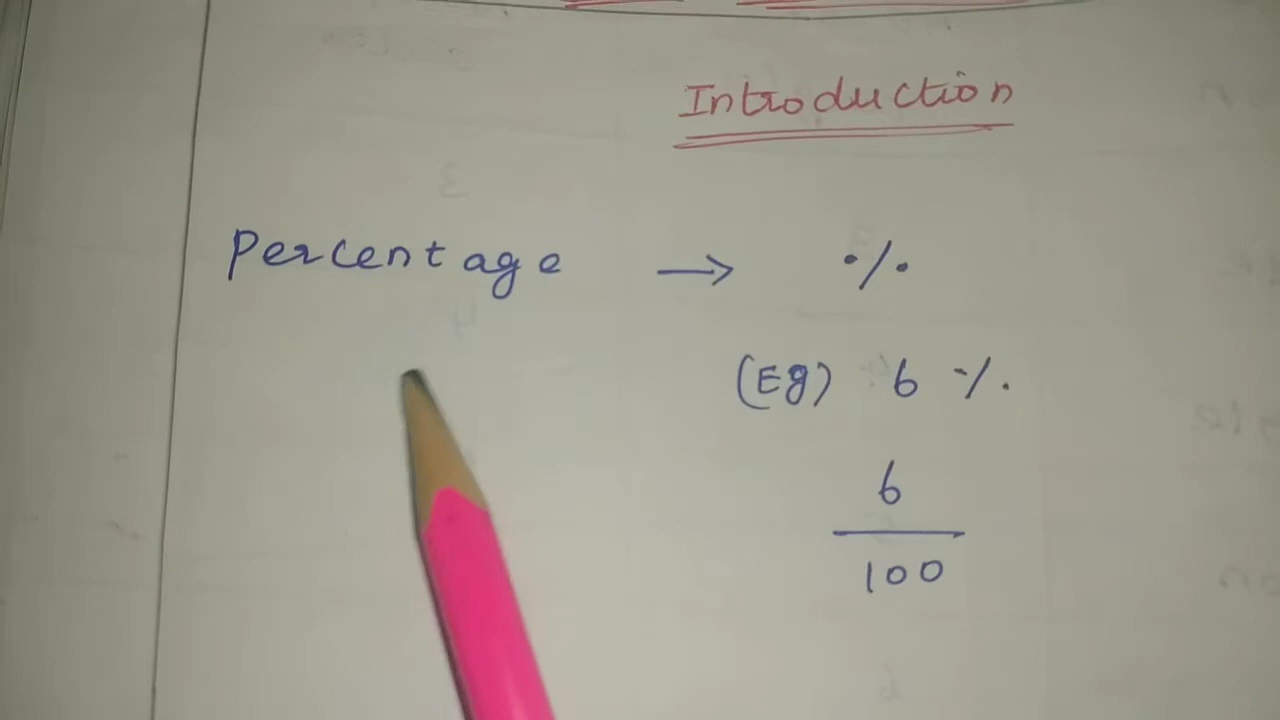 Introduction
Percentage → %
(Eg) 6 %
6
100